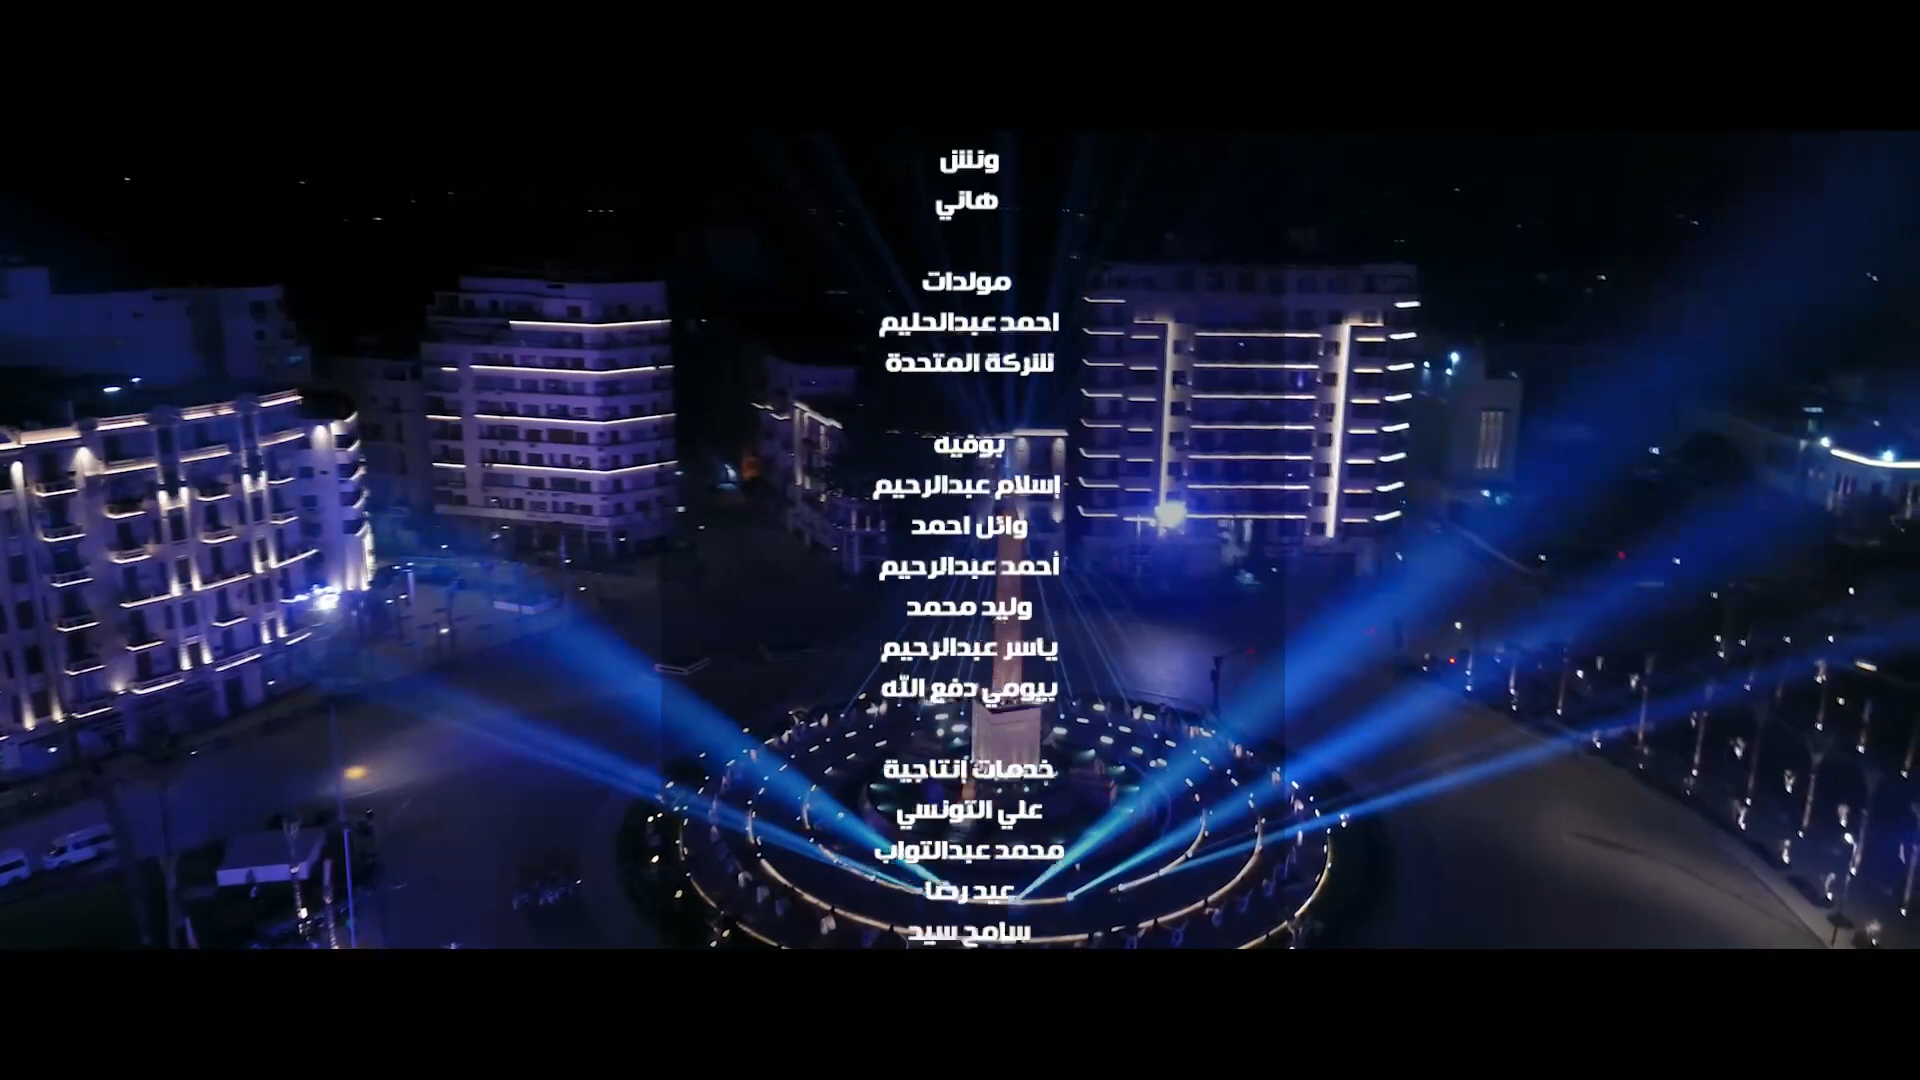 ونش
هاني
مولدات
احمد عبدالحليم
شركة المتحدة
بوفيه
إسلام عبدالرحيم
وائل احمد
أحمد عبدالرحيم
وليد محمد
ياسر عبدالرحيم
بيومي دفع الله
خدمات إنتاجية
علي التونسي
محمد عبدالتواب
عيد رضا
سامح سيد